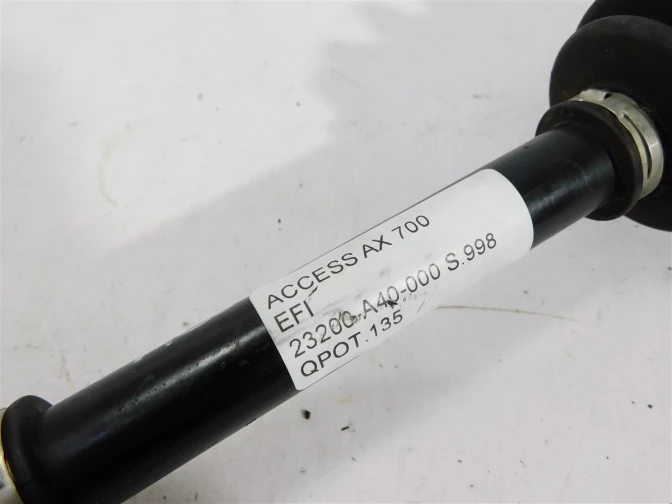 ACCESS AX 700
EFI
23200-A40-000 S.998
QPOT.135